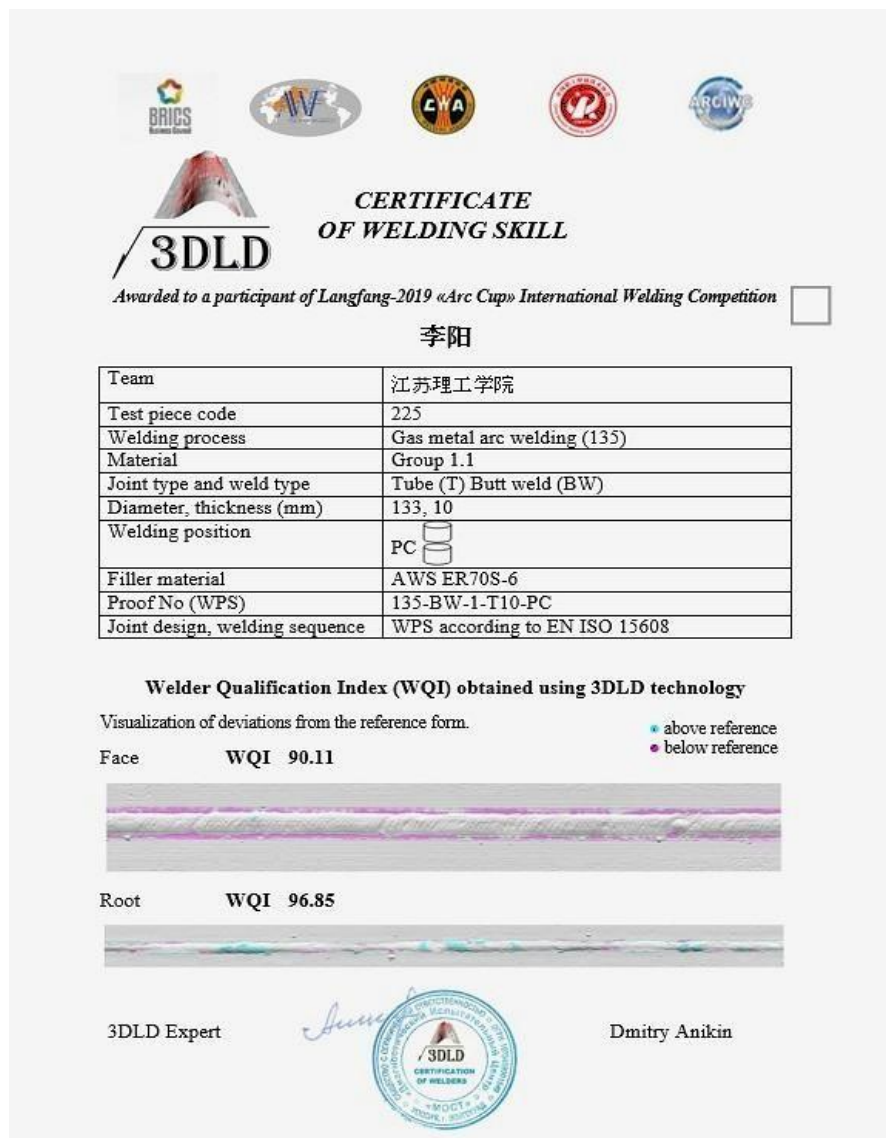 BRICS
CWA
ARCIWC
3DLD
CERTIFICATE
OF WELDING SKILL
Awarded to a participant of Langfang-2019 «Arc Cup» International Welding Competition
李阳
Team 江苏理工学院
Test piece code 225
Welding process Gas metal arc welding (135)
Material Group 1.1
Joint type and weld type Tube (T) Butt weld (BW)
Diameter, thickness (mm) 133, 10
Welding position PC
Filler material AWS ER70S-6
Proof No (WPS) 135-BW-1-T10-PC
Joint design, welding sequence WPS according to EN ISO 15608
Welder Qualification Index (WQI) obtained using 3DLD technology
Visualization of deviations from the reference form.
above reference
below reference
Face WQI 90.11
Root WQI 96.85
3DLD Expert
Dmitry Anikin
3DLD
CERTIFICATION
OF WELDERS
«МОСТ»